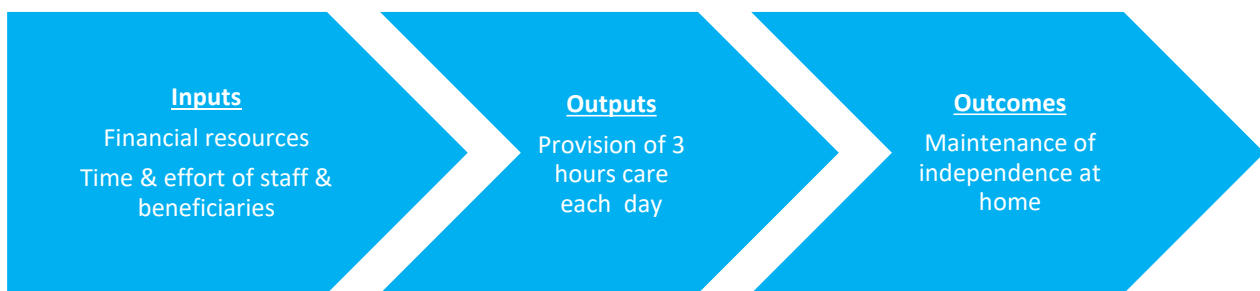 Inputs
Financial resources
Time & effort of staff &
beneficiaries
Outputs
Provision of 3
hours care
each day
Outcomes
Maintenance of
independence at
home